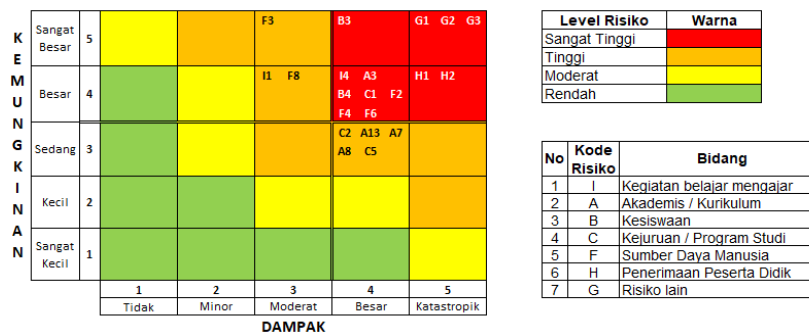 KEMUNGKINAN
Sangat Besar 5 F3 B3 G1 G2 G3
Besar 4 I1 F8 I4 A3 H1 H2
B4 C1 F2
F4 F6
Sedang 3 C2 A13 A7
A8 C5
Kecil 2
Sangat Kecil 1
1 2 3 4 5
Tidak Minor Moderat Besar Katastropik
DAMPAK
Level Risiko Warna
Sangat Tinggi
Tinggi
Moderat
Rendah
No Kode Risiko Bidang
1 I Kegiatan belajar mengajar
2 A Akademis / Kurikulum
3 B Kesiswaan
4 C Kejuruan / Program Studi
5 F Sumber Daya Manusia
6 H Penerimaan Peserta Didik
7 G Risiko lain